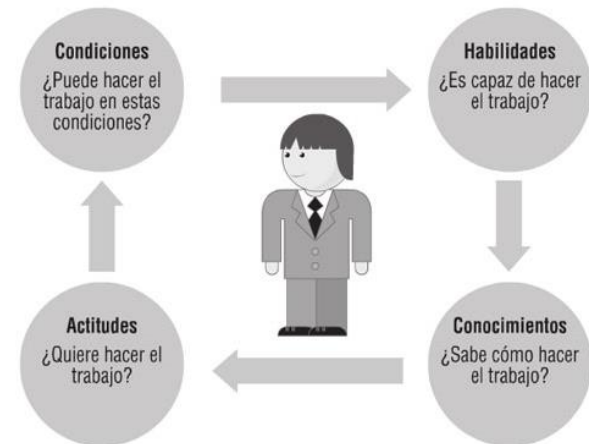 Condiciones
¿Puede hacer el
trabajo en estas
condiciones?
Habilidades
¿Es capaz de hacer
el trabajo?
Actitudes
¿Quiere hacer el
trabajo?
Conocimientos
¿Sabe cómo hacer
el trabajo?